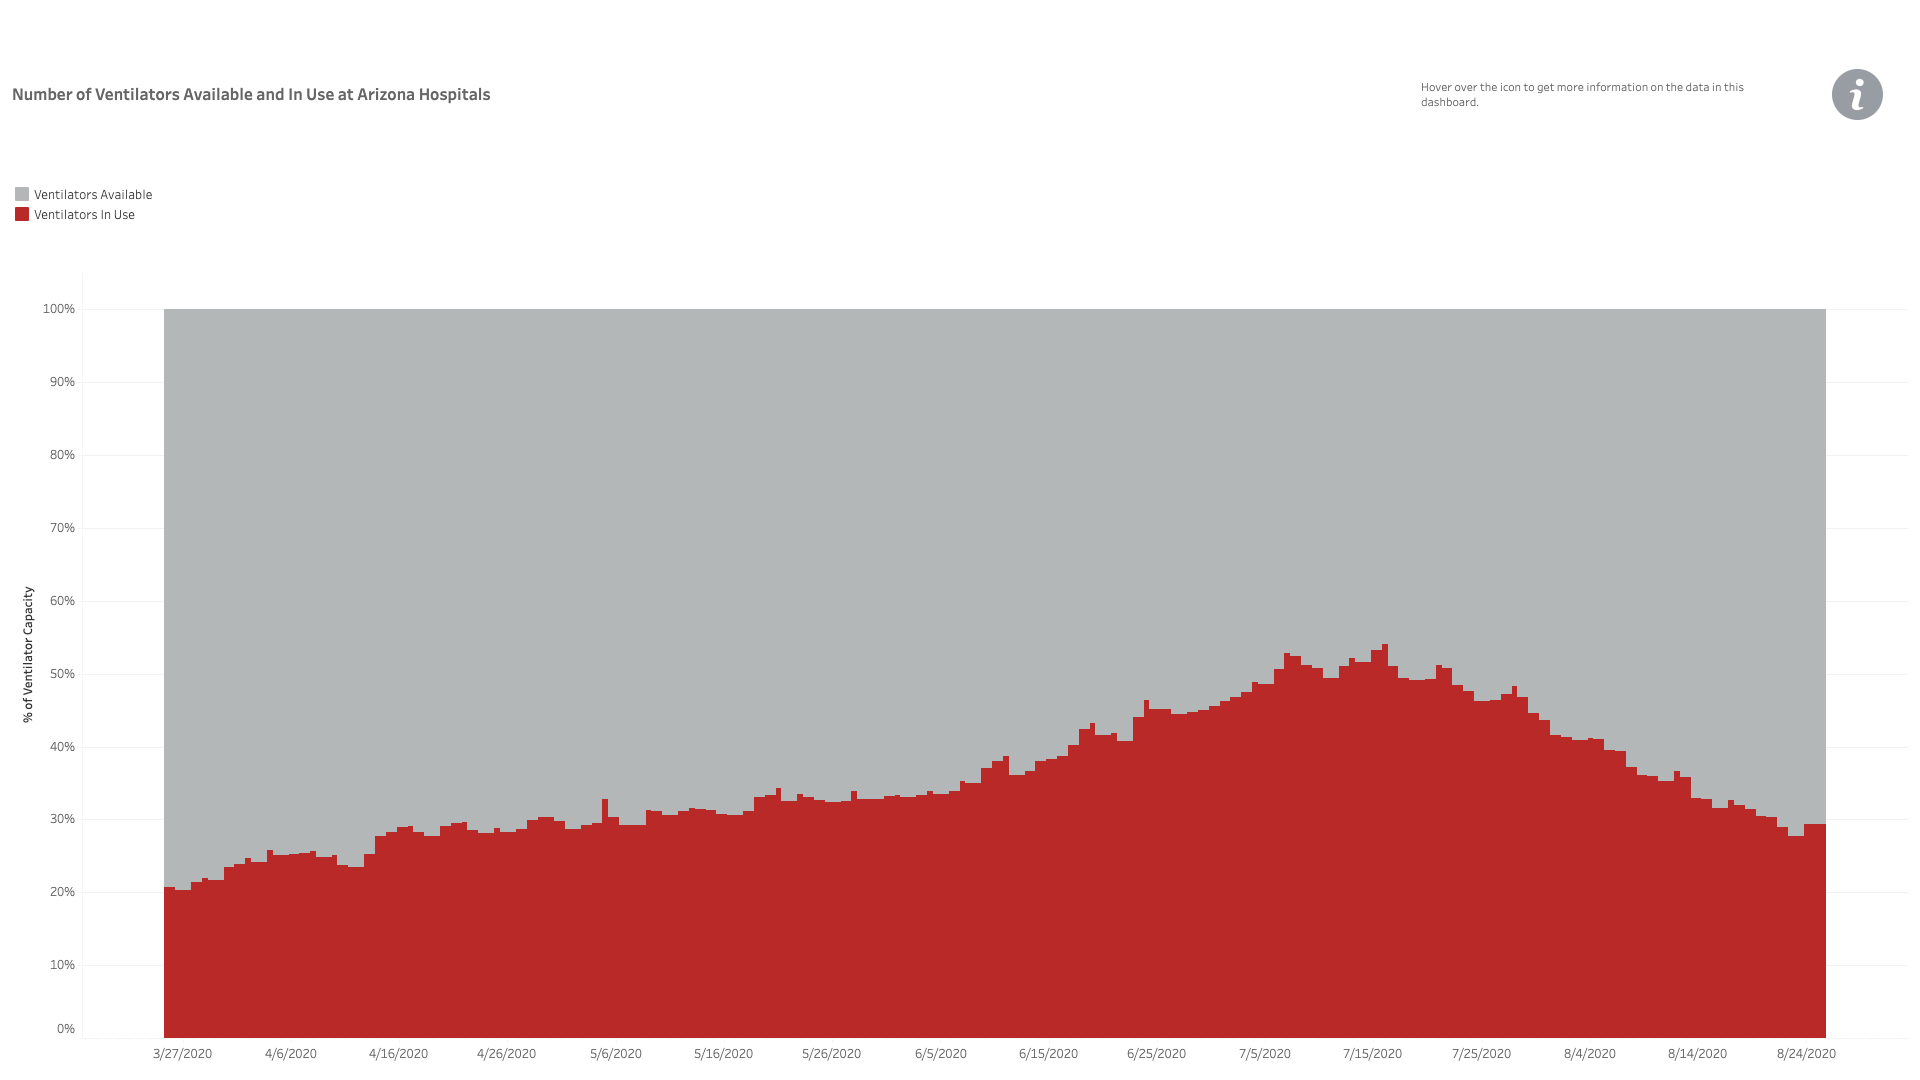 Number of Ventilators Available and In Use at Arizona Hospitals
Hover over the icon to get more information on the data in this
dashboard.
i
Ventilators Available
Ventilators In Use
% of Ventilator Capacity
100%
90%
80%
70%
60%
50%
40%
30%
20%
10%
0%
3/27/2020 4/6/2020 4/16/2020 4/26/2020 5/6/2020 5/16/2020 5/26/2020 6/5/2020 6/15/2020 6/25/2020 7/5/2020 7/15/2020 7/25/2020 8/4/2020 8/14/2020 8/24/2020